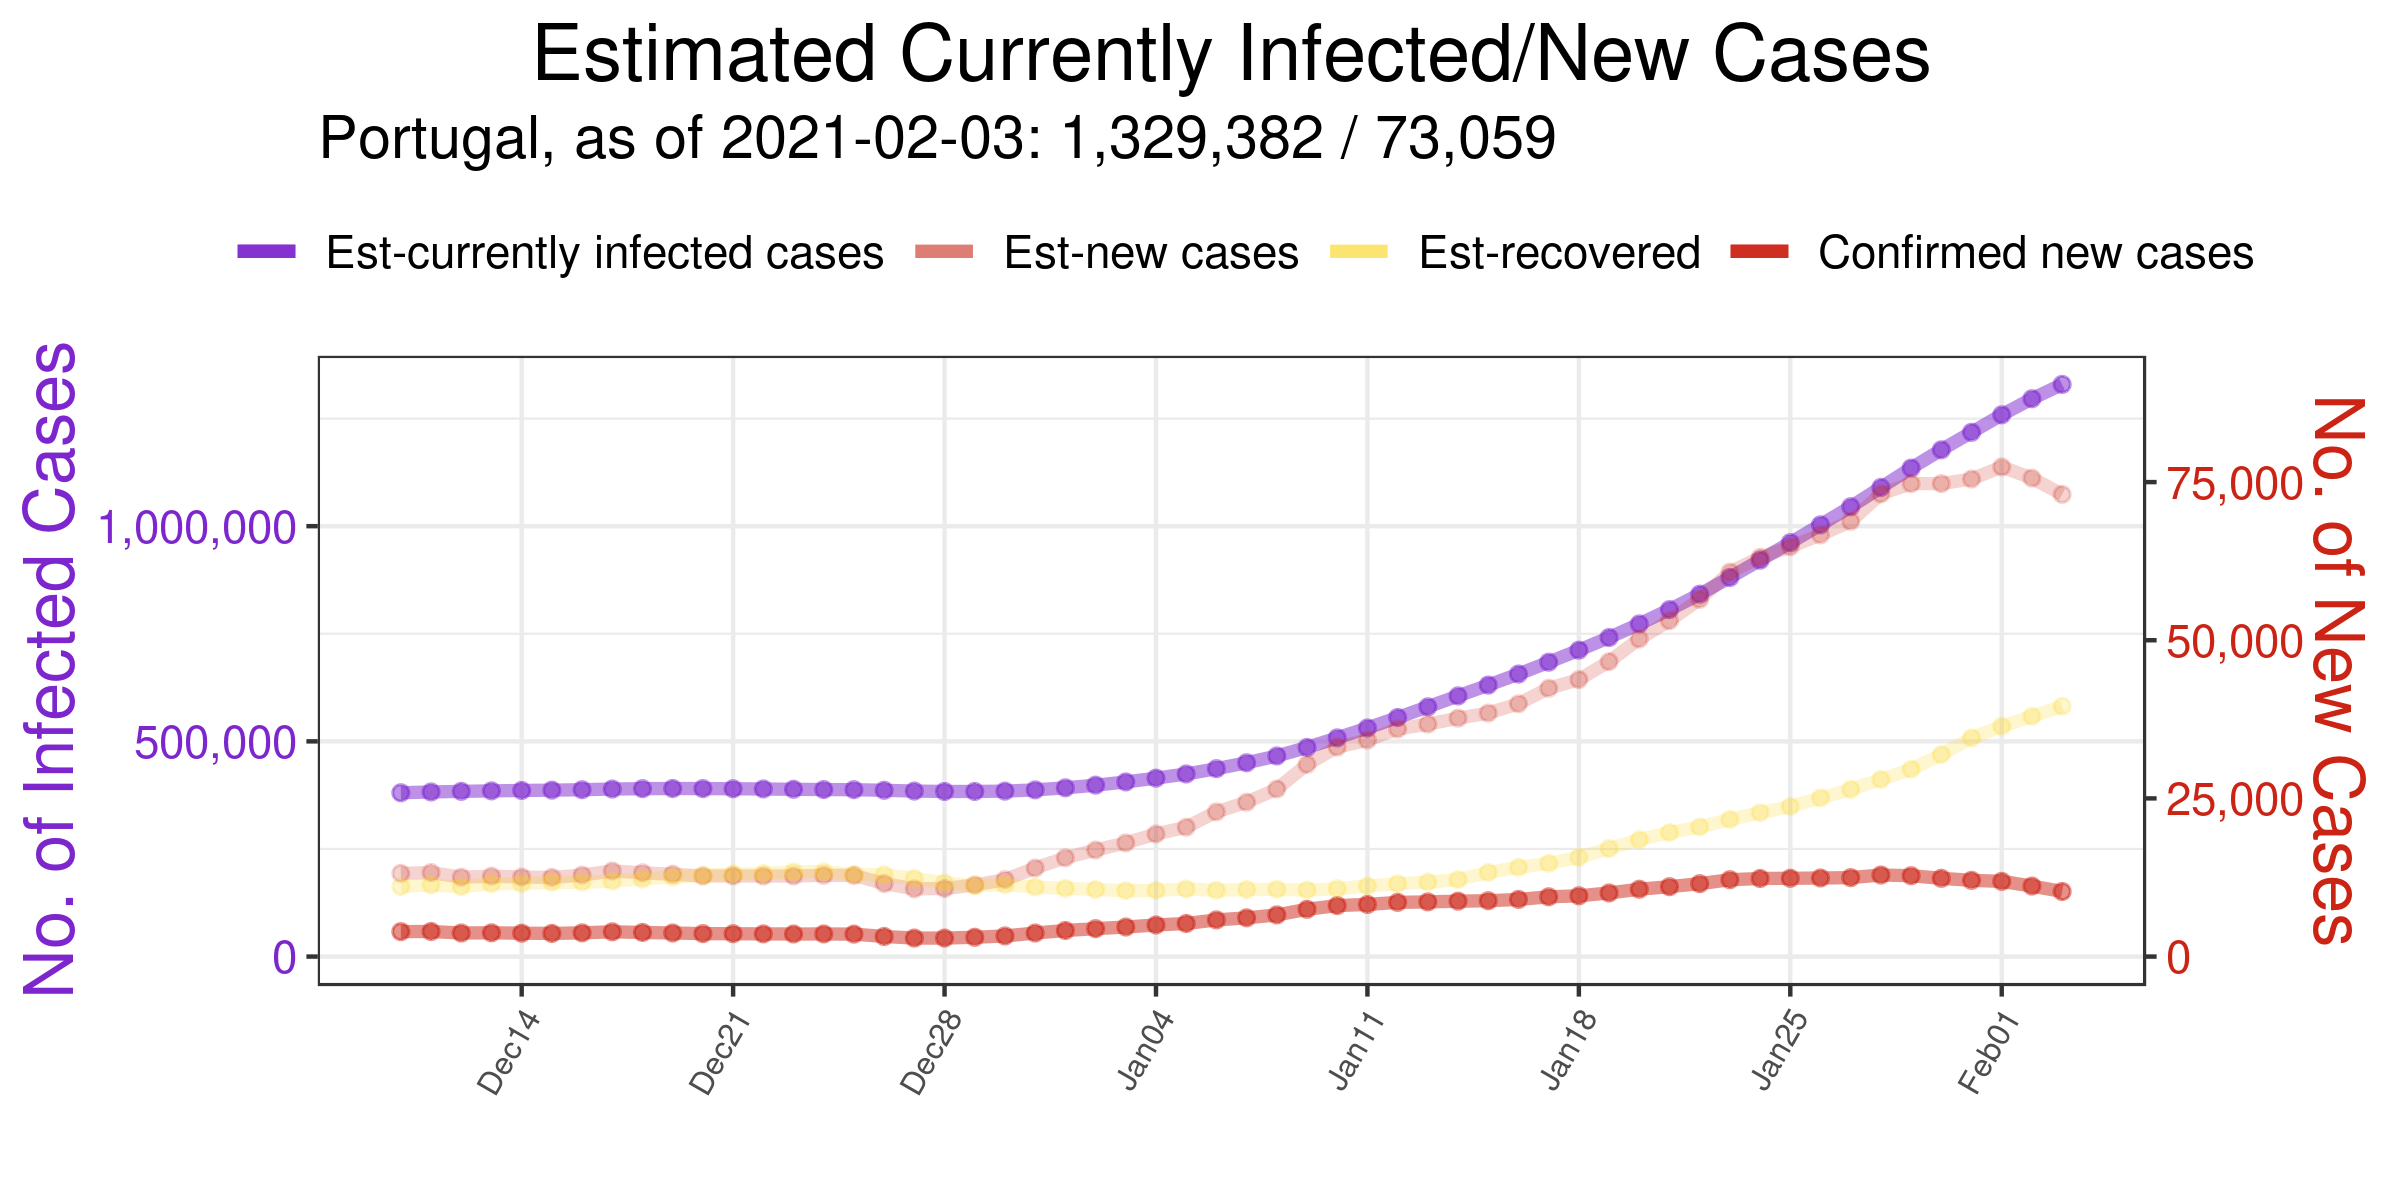 Estimated Currently Infected/New Cases
Portugal, as of 2021-02-03: 1,329,382 / 73,059
Est-currently infected cases Est-new cases Est-recovered Confirmed new cases
No. of Infected Cases
1,000,000
500,000
0
75,000
50,000
25,000
0
No. of New Cases
Dec14 Dec21 Dec28 Jan04 Jan11 Jan18 Jan25 Feb01